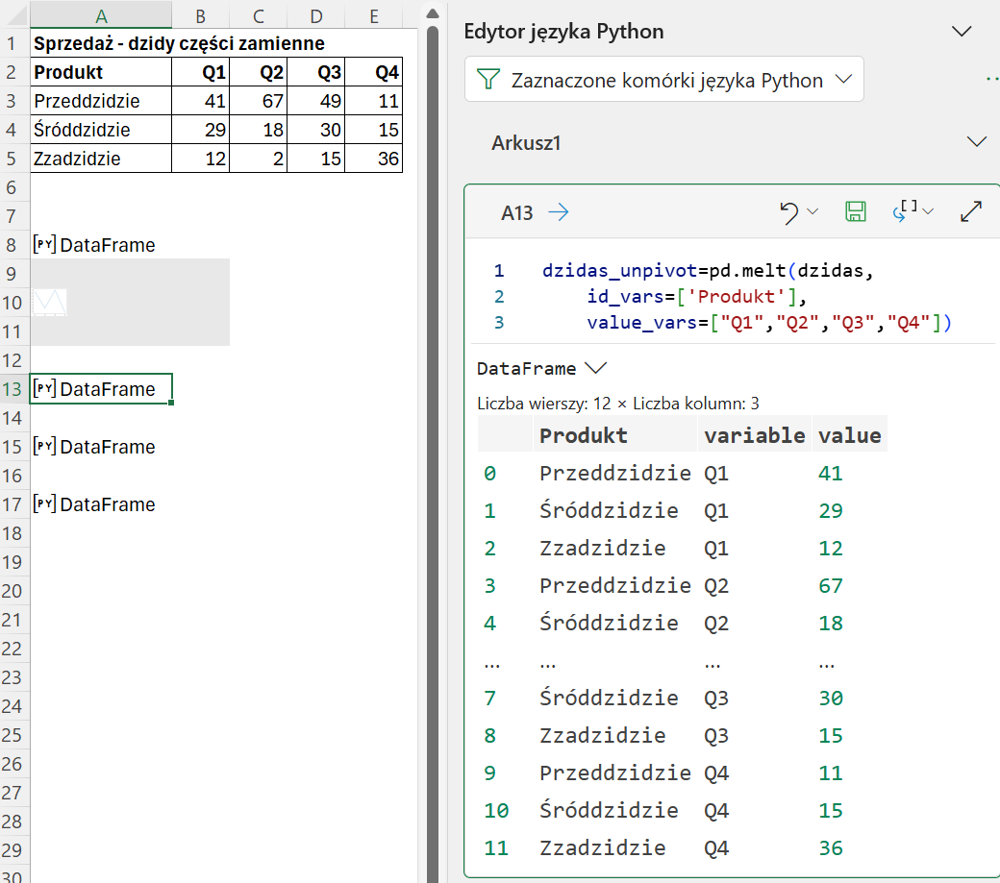 A B C D E
1 Sprzedaż - dzidy części zamienne
2 Produkt Q1 Q2 Q3 Q4
3 Przeddzidzie 41 67 49 11
4 Śróddzidzie 29 18 30 15
5 Zzadzidzie 12 2 15 36
6
7
8 [PY] DataFrame
9
10
11
12
13 [PY] DataFrame
14
15 [PY] DataFrame
16
17 [PY] DataFrame
18
19
20
21
22
23
24
25
26
27
28
29
30
Edytor języka Python
Zaznaczone komórki języka Python
Arkusz1
A13
1 dzidas_unpivot=pd.melt(dzidas,
2 id_vars=['Produkt'],
3 value_vars=["Q1","Q2","Q3","Q4"])
DataFrame
Liczba wierszy: 12 × Liczba kolumn: 3
Produkt variable value
0 Przeddzidzie Q1 41
1 Śróddzidzie Q1 29
2 Zzadzidzie Q1 12
3 Przeddzidzie Q2 67
4 Śróddzidzie Q2 18
... ... ... ...
7 Śróddzidzie Q3 30
8 Zzadzidzie Q3 15
9 Przeddzidzie Q4 11
10 Śróddzidzie Q4 15
11 Zzadzidzie Q4 36